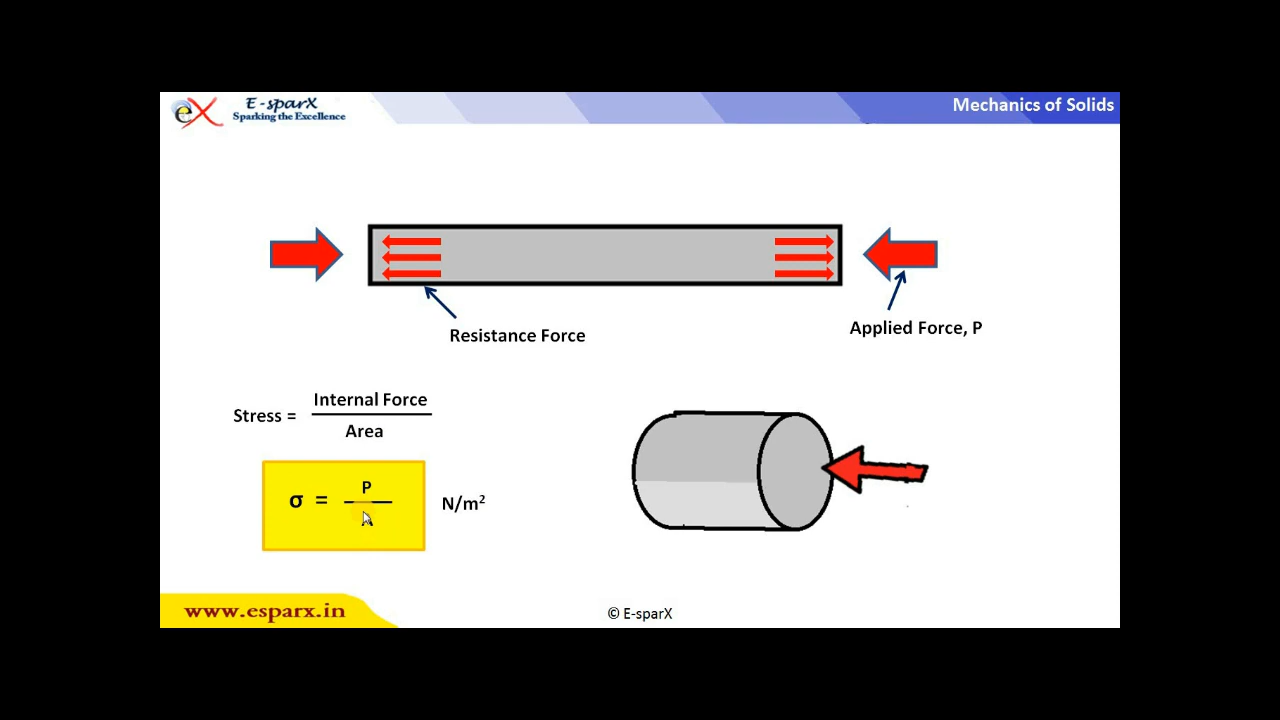 eX
E-sparX
Sparking the Excellence
Mechanics of Solids
Resistance Force
Applied Force, P
Stress =
Internal Force
Area
σ =
P
N/m²
www.esparx.in
© E-sparX